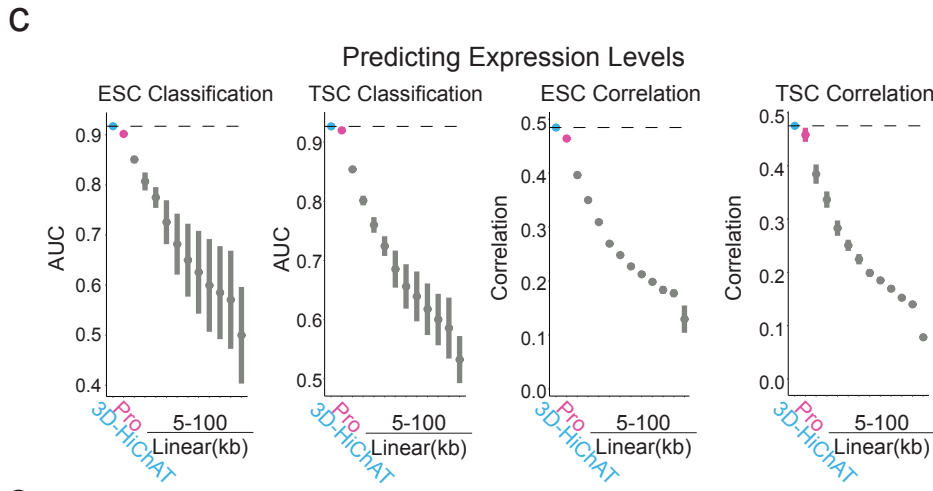 C
Predicting Expression Levels
ESC Classification
TSC Classification
ESC Correlation
TSC Correlation
AUC
0.9
0.8
0.7
0.6
0.5
0.4
3D-HiChAT
Pro
5-100
Linear(kb)
AUC
0.9
0.8
0.7
0.6
0.5
3D-HiChAT
Pro
5-100
Linear(kb)
Correlation
0.5
0.4
0.3
0.2
0.1
0.0
3D-HiChAT
Pro
5-100
Linear(kb)
Correlation
0.5
0.4
0.3
0.2
0.1
0.0
3D-HiChAT
Pro
5-100
Linear(kb)